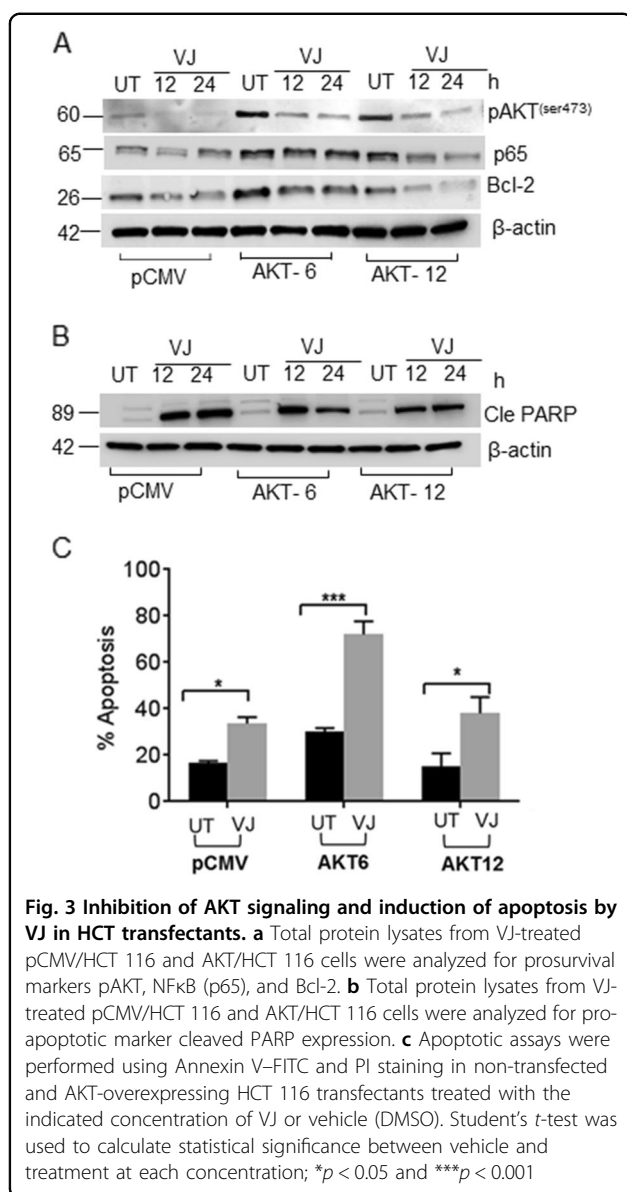 A
VJ VJ VJ
UT 12 24 UT 12 24 UT 12 24 h
60 pAKT(ser473)
65 p65
26 Bcl-2
42 β-actin
pCMV AKT- 6 AKT- 12
B
VJ VJ VJ
UT 12 24 UT 12 24 UT 12 24 h
89 Cle PARP
42 β-actin
pCMV AKT- 6 AKT- 12
C
100
80
60
40
20
0
% Apoptosis
* *** *
UT VJ UT VJ UT VJ
pCMV AKT6 AKT12
Fig. 3 Inhibition of AKT signaling and induction of apoptosis by
VJ in HCT transfectants. a Total protein lysates from VJ-treated
pCMV/HCT 116 and AKT/HCT 116 cells were analyzed for prosurvival
markers pAKT, NFκB (p65), and Bcl-2. b Total protein lysates from VJ-
treated pCMV/HCT 116 and AKT/HCT 116 cells were analyzed for pro-
apoptotic marker cleaved PARP expression. c Apoptotic assays were
performed using Annexin V–FITC and PI staining in non-transfected
and AKT-overexpressing HCT 116 transfectants treated with the
indicated concentration of VJ or vehicle (DMSO). Student's t-test was
used to calculate statistical significance between vehicle and
treatment at each concentration; *p < 0.05 and ***p < 0.001